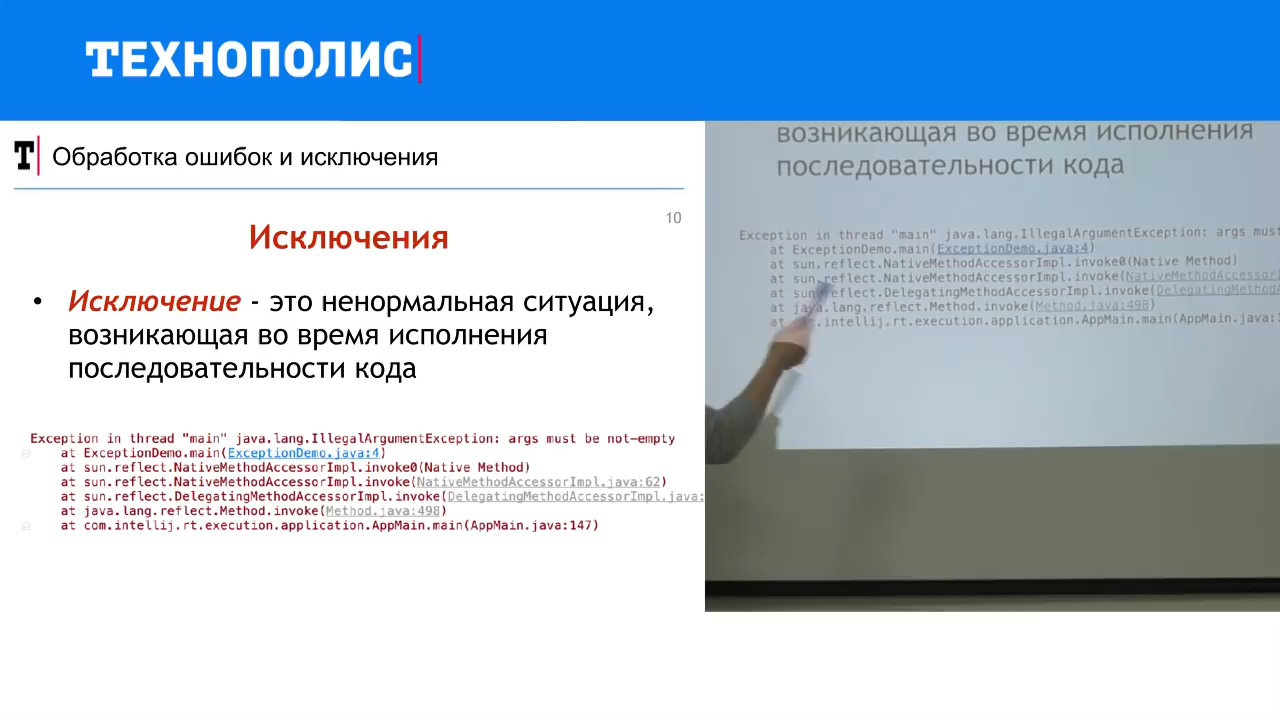 ТЕХНОПОЛИС
Т Обработка ошибок и исключения
10
Исключения
• Исключение - это ненормальная ситуация,
возникающая во время исполнения
последовательности кода
Exception in thread "main" java.lang.IllegalArgumentException: args must be not-empty
at ExceptionDemo.main(ExceptionDemo.java:4)
at sun.reflect.NativeMethodAccessorImpl.invoke0(Native Method)
at sun.reflect.NativeMethodAccessorImpl.invoke(NativeMethodAccessorImpl.java:62)
at sun.reflect.DelegatingMethodAccessorImpl.invoke(DelegatingMethodAccessorImpl.java:
at java.lang.reflect.Method.invoke(Method.java:498)
at com.intellij.rt.execution.application.AppMain.main(AppMain.java:147)
возникающая во время исполнения
последовательности кода
Exception in thread "main" java.lang.IllegalArgumentException: args must
at ExceptionDemo.main(ExceptionDemo.java:4)
at sun.reflect.NativeMethodAccessorImpl.invoke0(Native Method)
at sun.reflect.NativeMethodAccessorImpl.invoke(NativeMethodAccessorI
at sun.reflect.DelegatingMethodAccessorImpl.invoke(DelegatingMethodA
at java.lang.reflect.Method.invoke(Method.java:498)
at .intellij.rt.execution.application.AppMain.main(AppMain.java:1